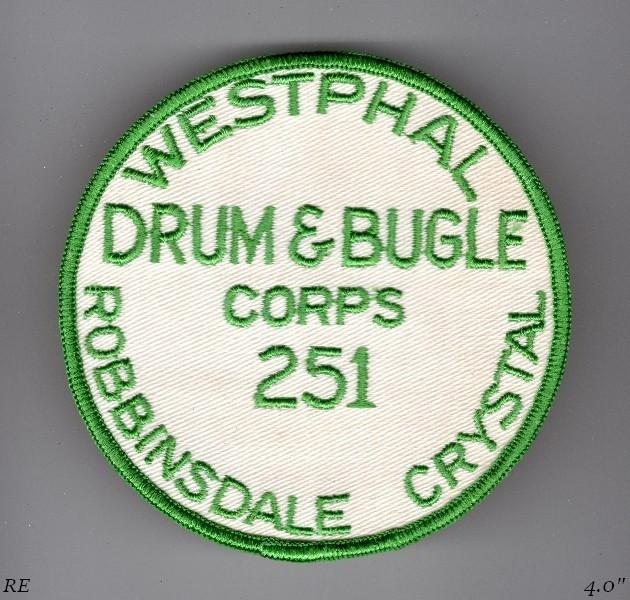 WESTPHAL
DRUM & BUGLE
CORPS
251
ROBBINSDALE CRYSTAL
RE
4.0"